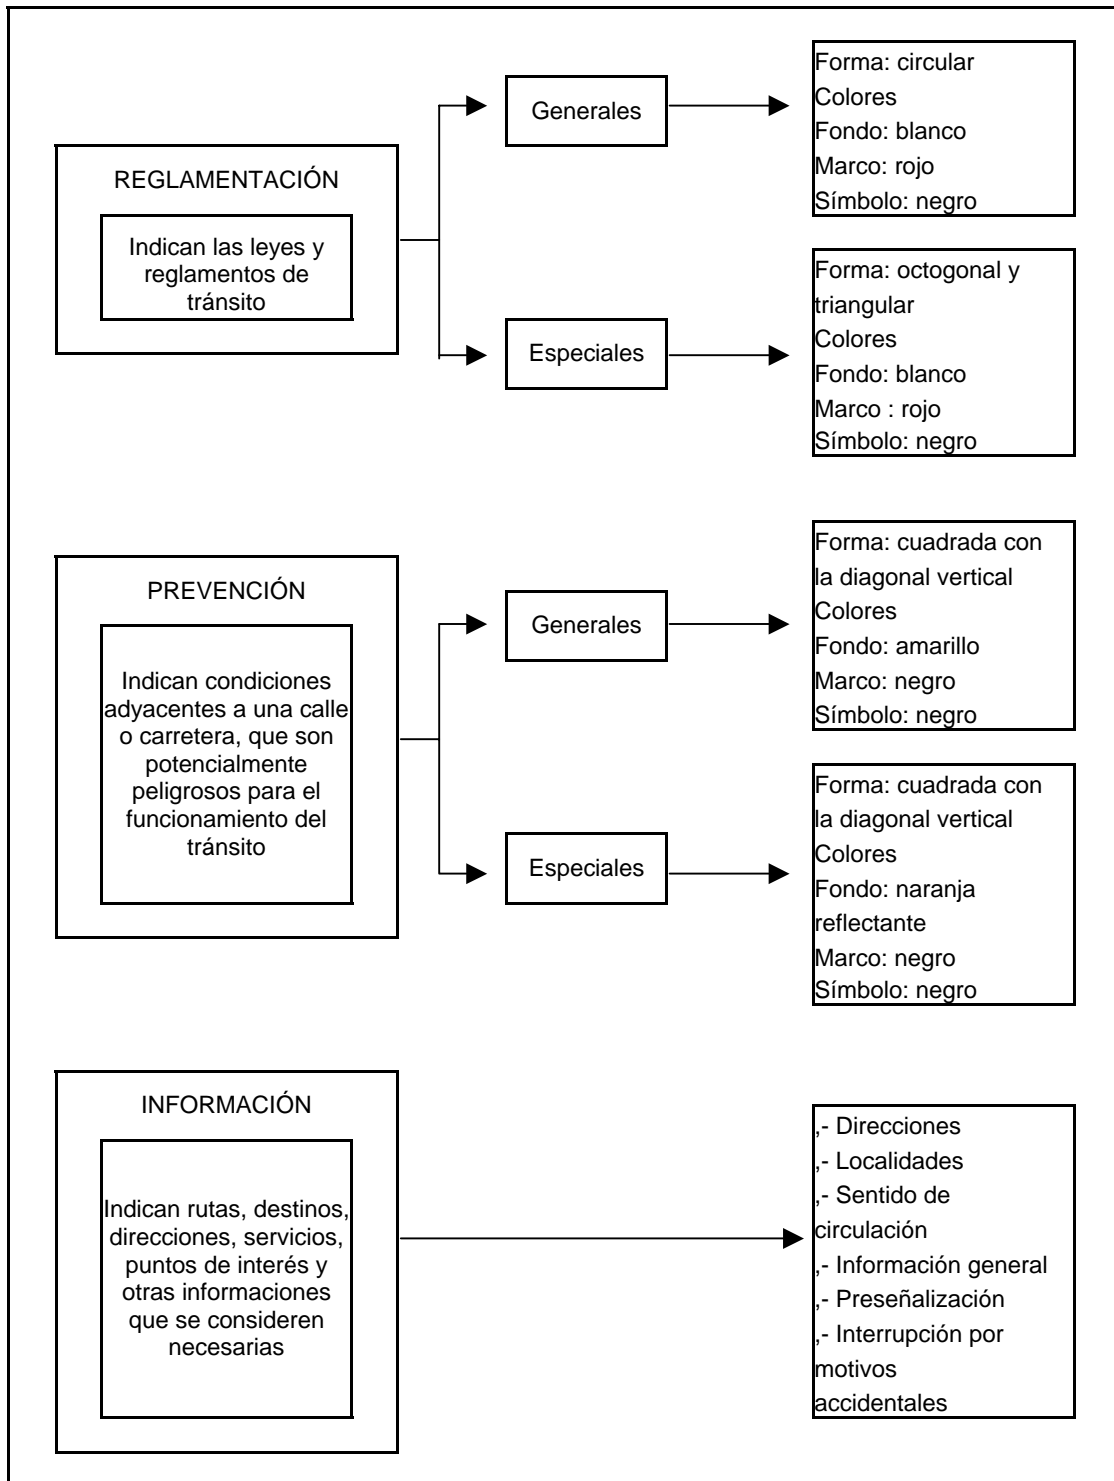 REGLAMENTACIÓN
Indican las leyes y
reglamentos de
tránsito
Generales
Forma: circular
Colores
Fondo: blanco
Marco: rojo
Símbolo: negro
Especiales
Forma: octogonal y
triangular
Colores
Fondo: blanco
Marco : rojo
Símbolo: negro
PREVENCIÓN
Indican condiciones
adyacentes a una calle
o carretera, que son
potencialmente
peligrosos para el
funcionamiento del
tránsito
Generales
Forma: cuadrada con
la diagonal vertical
Colores
Fondo: amarillo
Marco: negro
Símbolo: negro
Especiales
Forma: cuadrada con
la diagonal vertical
Colores
Fondo: naranja
reflectante
Marco: negro
Símbolo: negro
INFORMACIÓN
Indican rutas, destinos,
direcciones, servicios,
puntos de interés y
otras informaciones
que se consideren
necesarias
,- Direcciones
,- Localidades
,- Sentido de
circulación
,- Información general
,- Preseñalización
,- Interrupción por
motivos
accidentales